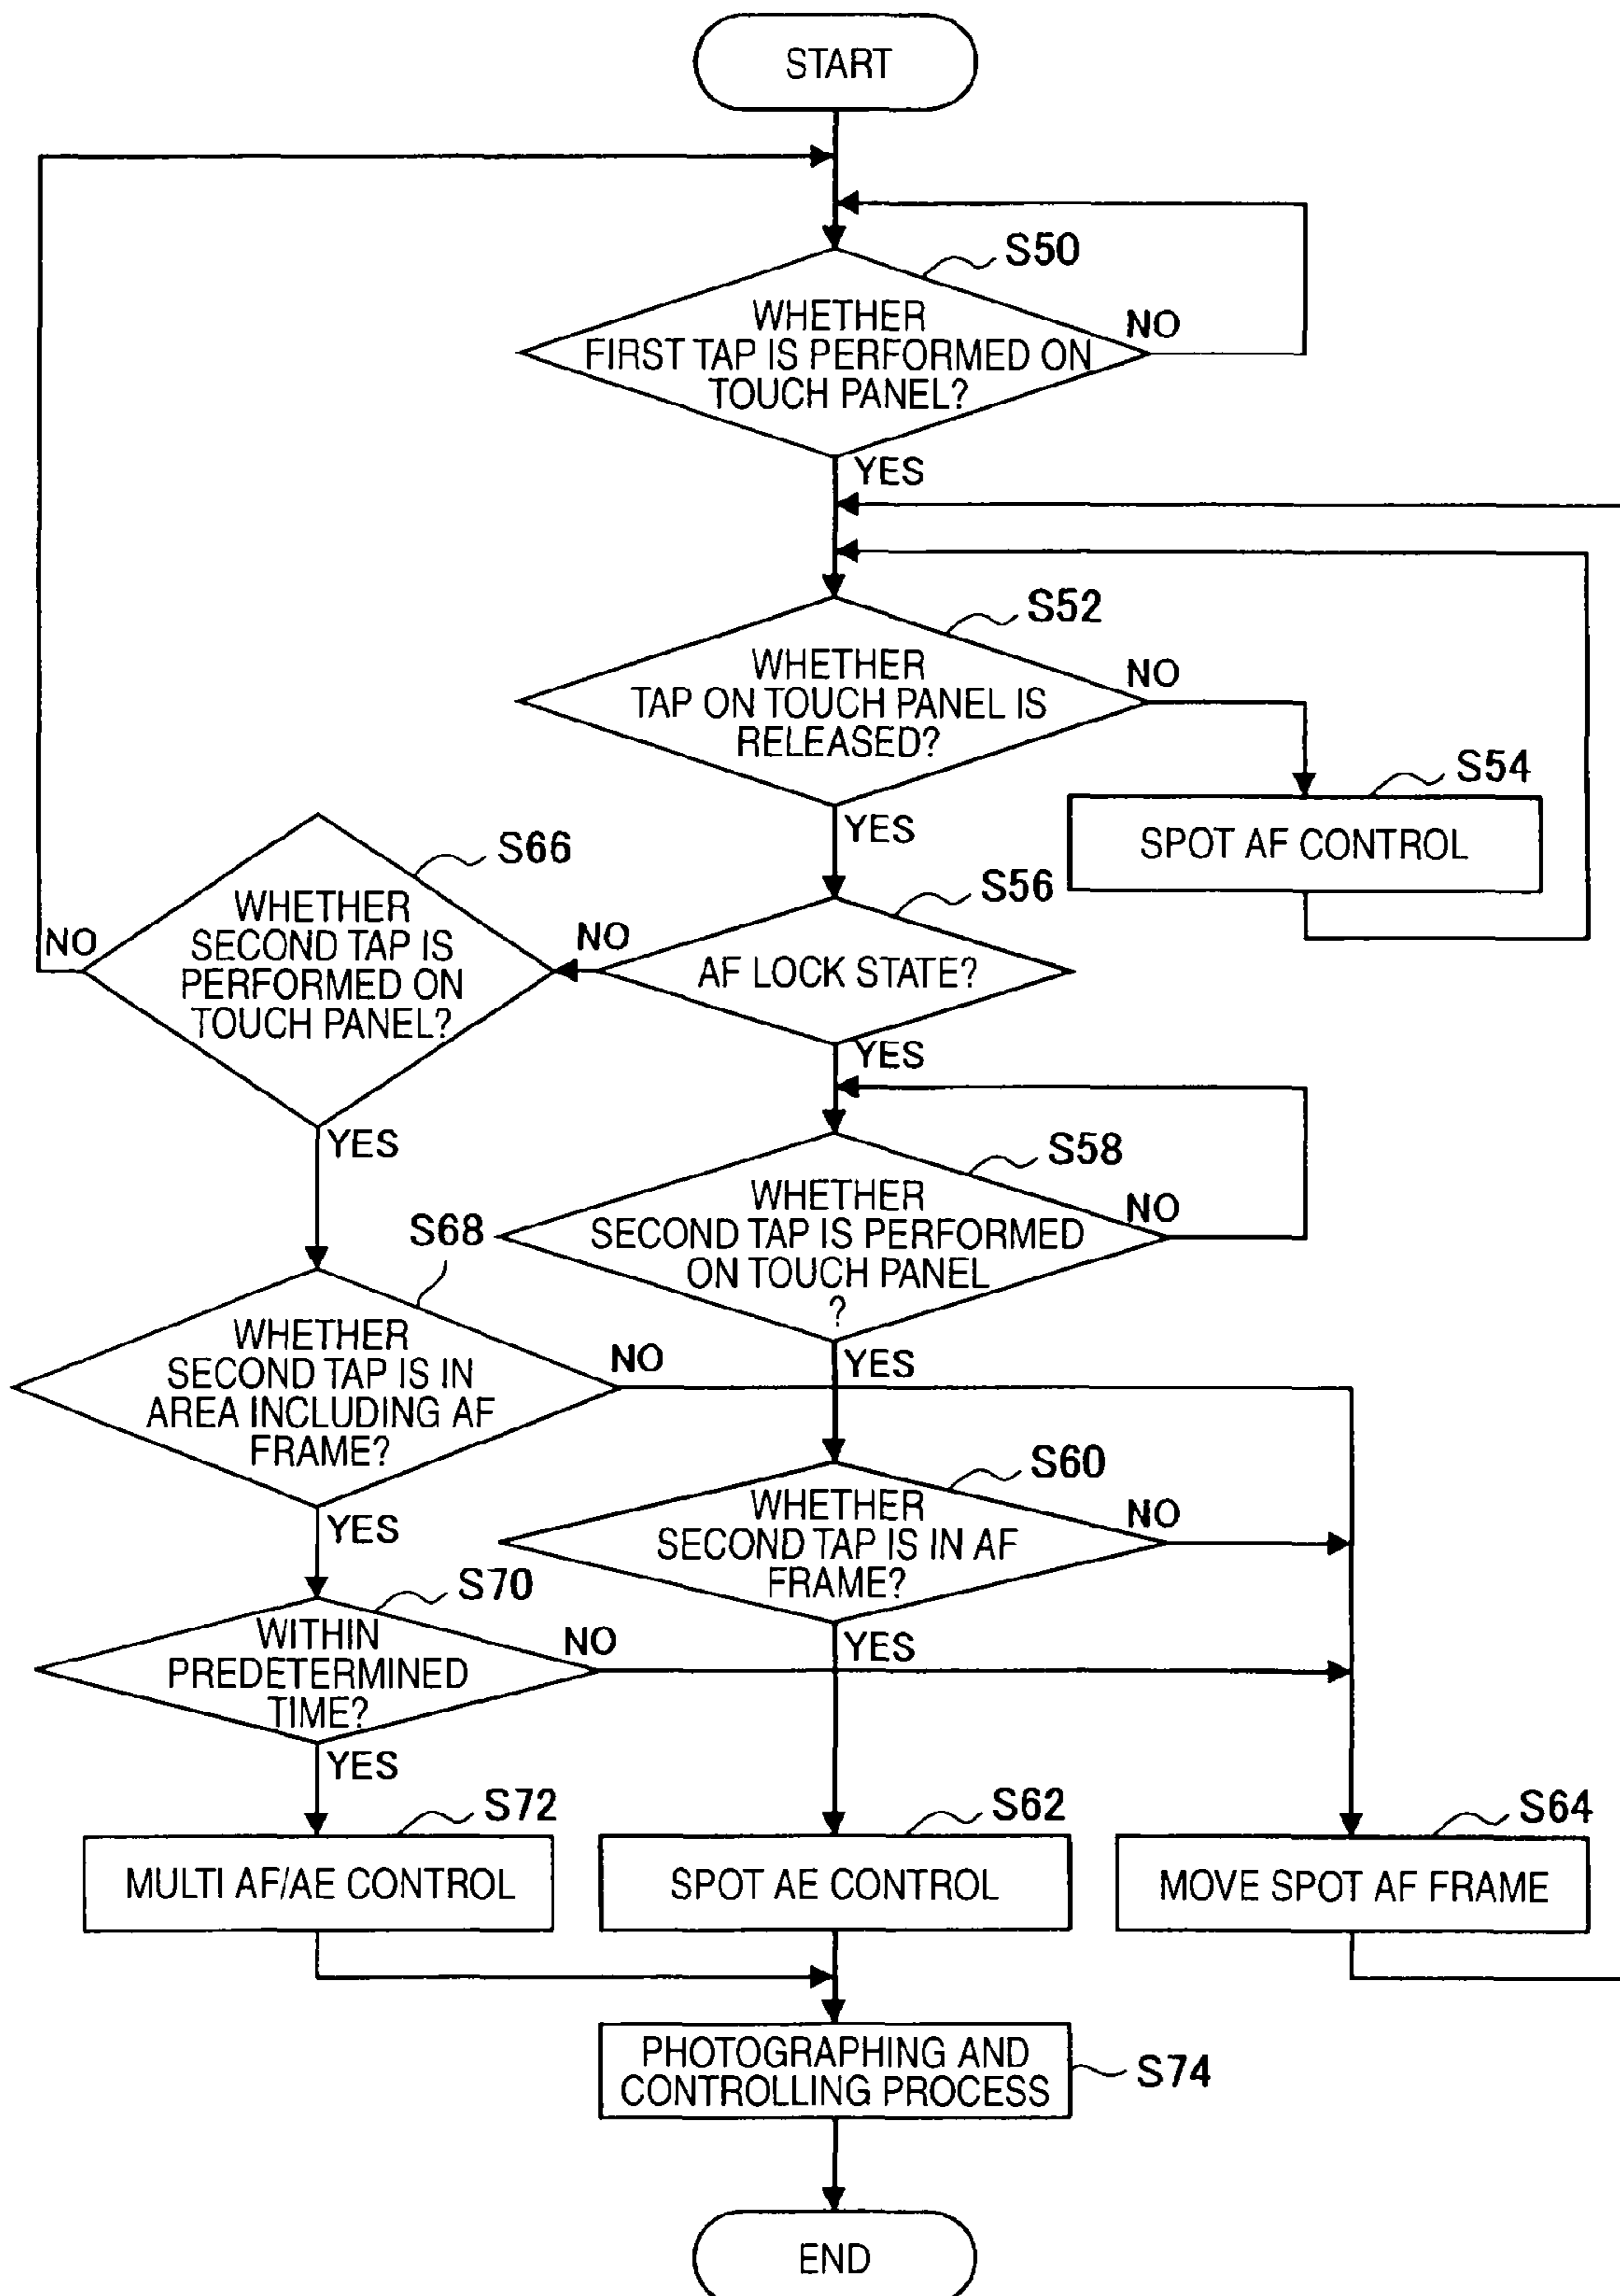 START
S50
WHETHER
FIRST TAP IS PERFORMED ON
TOUCH PANEL?
NO
YES
S52
WHETHER
TAP ON TOUCH PANEL IS
RELEASED?
NO
YES
S54
SPOT AF CONTROL
S56
AF LOCK STATE?
NO
YES
S66
WHETHER
SECOND TAP IS
PERFORMED ON
TOUCH PANEL?
NO
YES
S58
WHETHER
SECOND TAP IS PERFORMED
ON TOUCH PANEL
?
NO
YES
S68
WHETHER
SECOND TAP IS IN
AREA INCLUDING AF
FRAME?
NO
YES
S60
WHETHER
SECOND TAP IS IN AF
FRAME?
NO
YES
S70
WITHIN
PREDETERMINED
TIME?
NO
YES
S72
MULTI AF/AE CONTROL
S62
SPOT AE CONTROL
S64
MOVE SPOT AF FRAME
PHOTOGRAPHING AND
CONTROLLING PROCESS
S74
END